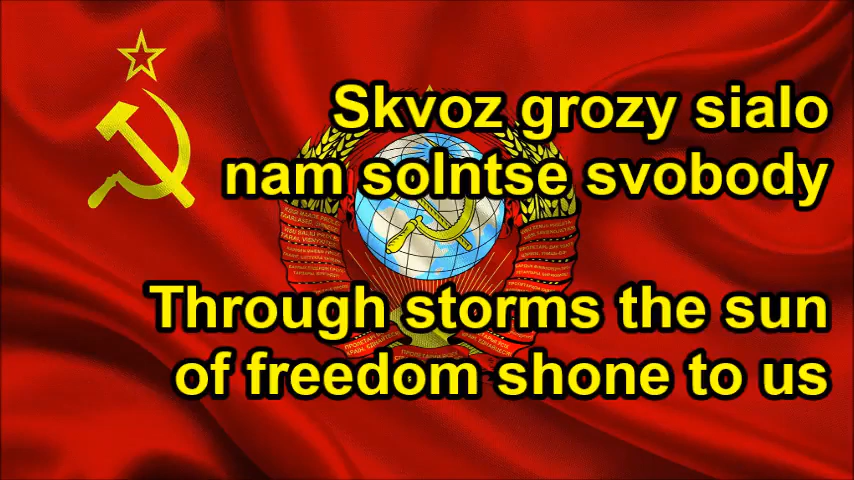 Skvoz grozy sialo
nam solntse svobody
Through storms the sun
of freedom shone to us